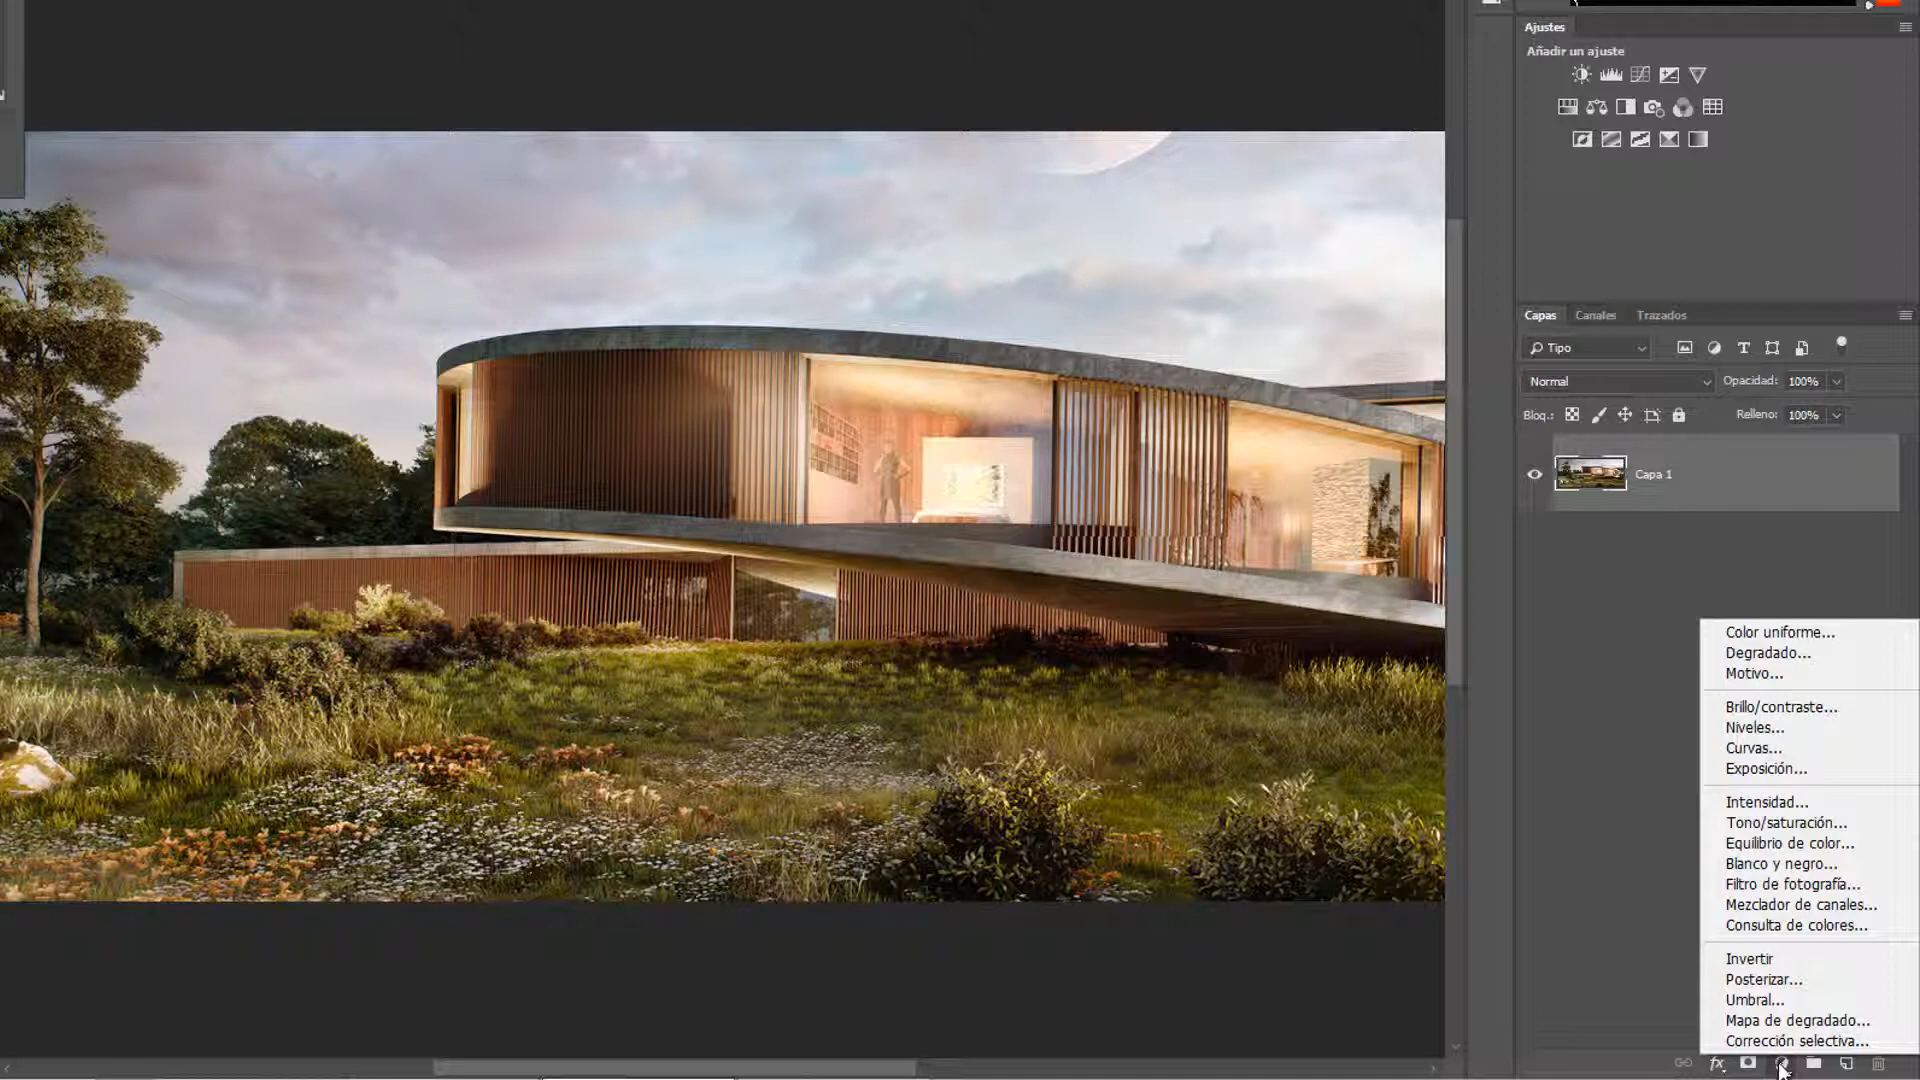 Ajustes
Añadir un ajuste
Capas Canales Trazados
Tipo
Normal Opacidad: 100%
Bloq.: Relleno: 100%
Capa 1
Color uniforme...
Degradado...
Motivo...
Brillo/contraste...
Niveles...
Curvas...
Exposición...
Intensidad...
Tono/saturación...
Equilibrio de color...
Blanco y negro...
Filtro de fotografía...
Mezclador de canales...
Consulta de colores...
Invertir
Posterizar...
Umbral...
Mapa de degradado...
Corrección selectiva...
fx